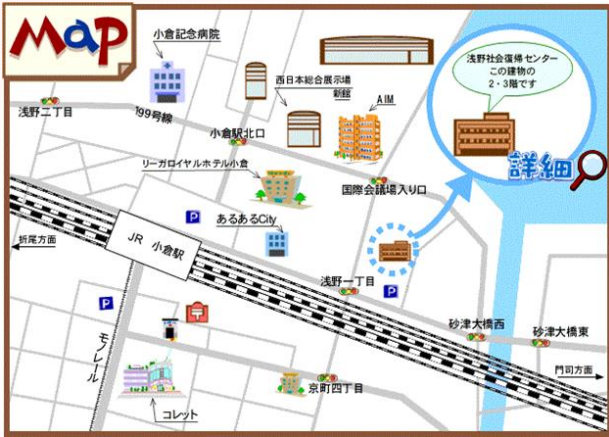 MaP
小倉記念病院
浅野社会復帰センター
この建物の
2・3階です
西日本総合展示場
新館
AIM
浅野二丁目
199号線
小倉駅北口
詳細
リーガロイヤルホテル小倉
国際会議場入り口
P
あるあるCity
JR 小倉駅
折尾方面
浅野一丁目
P
P
砂津大橋西
砂津大橋東
モノレール
門司方面
京町四丁目
コレット